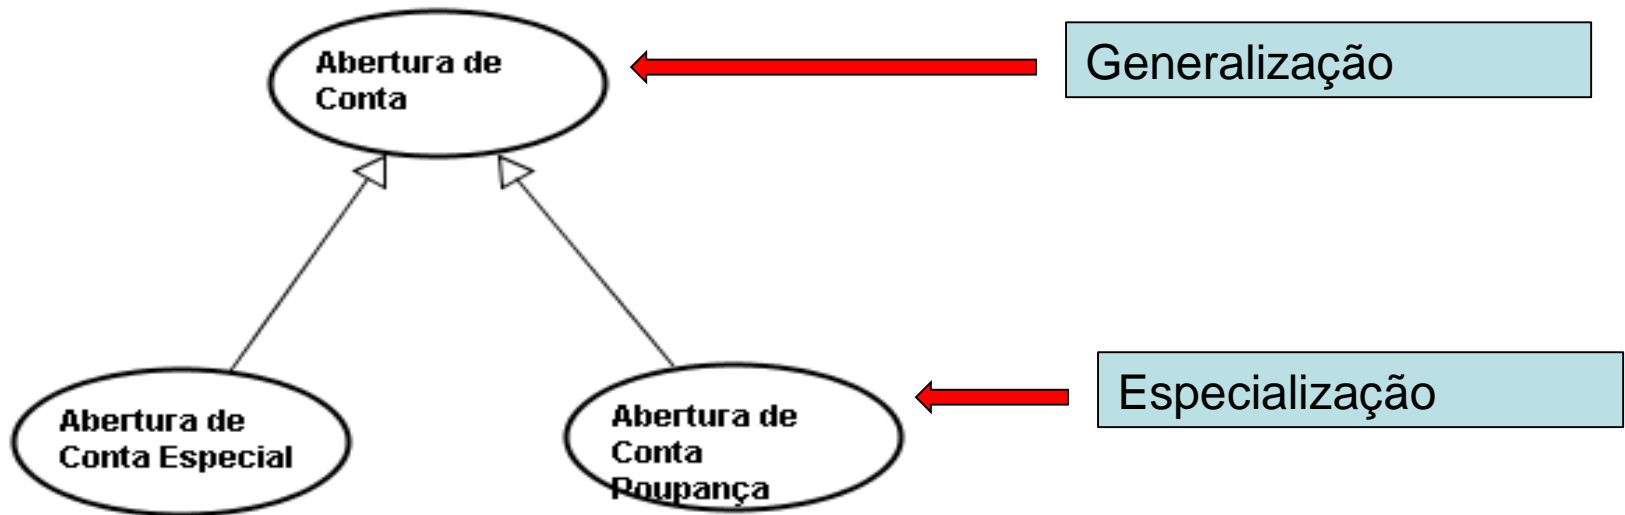 Abertura de
Conta
Generalização
Abertura de
Conta Especial
Abertura de
Conta
Poupança
Especialização